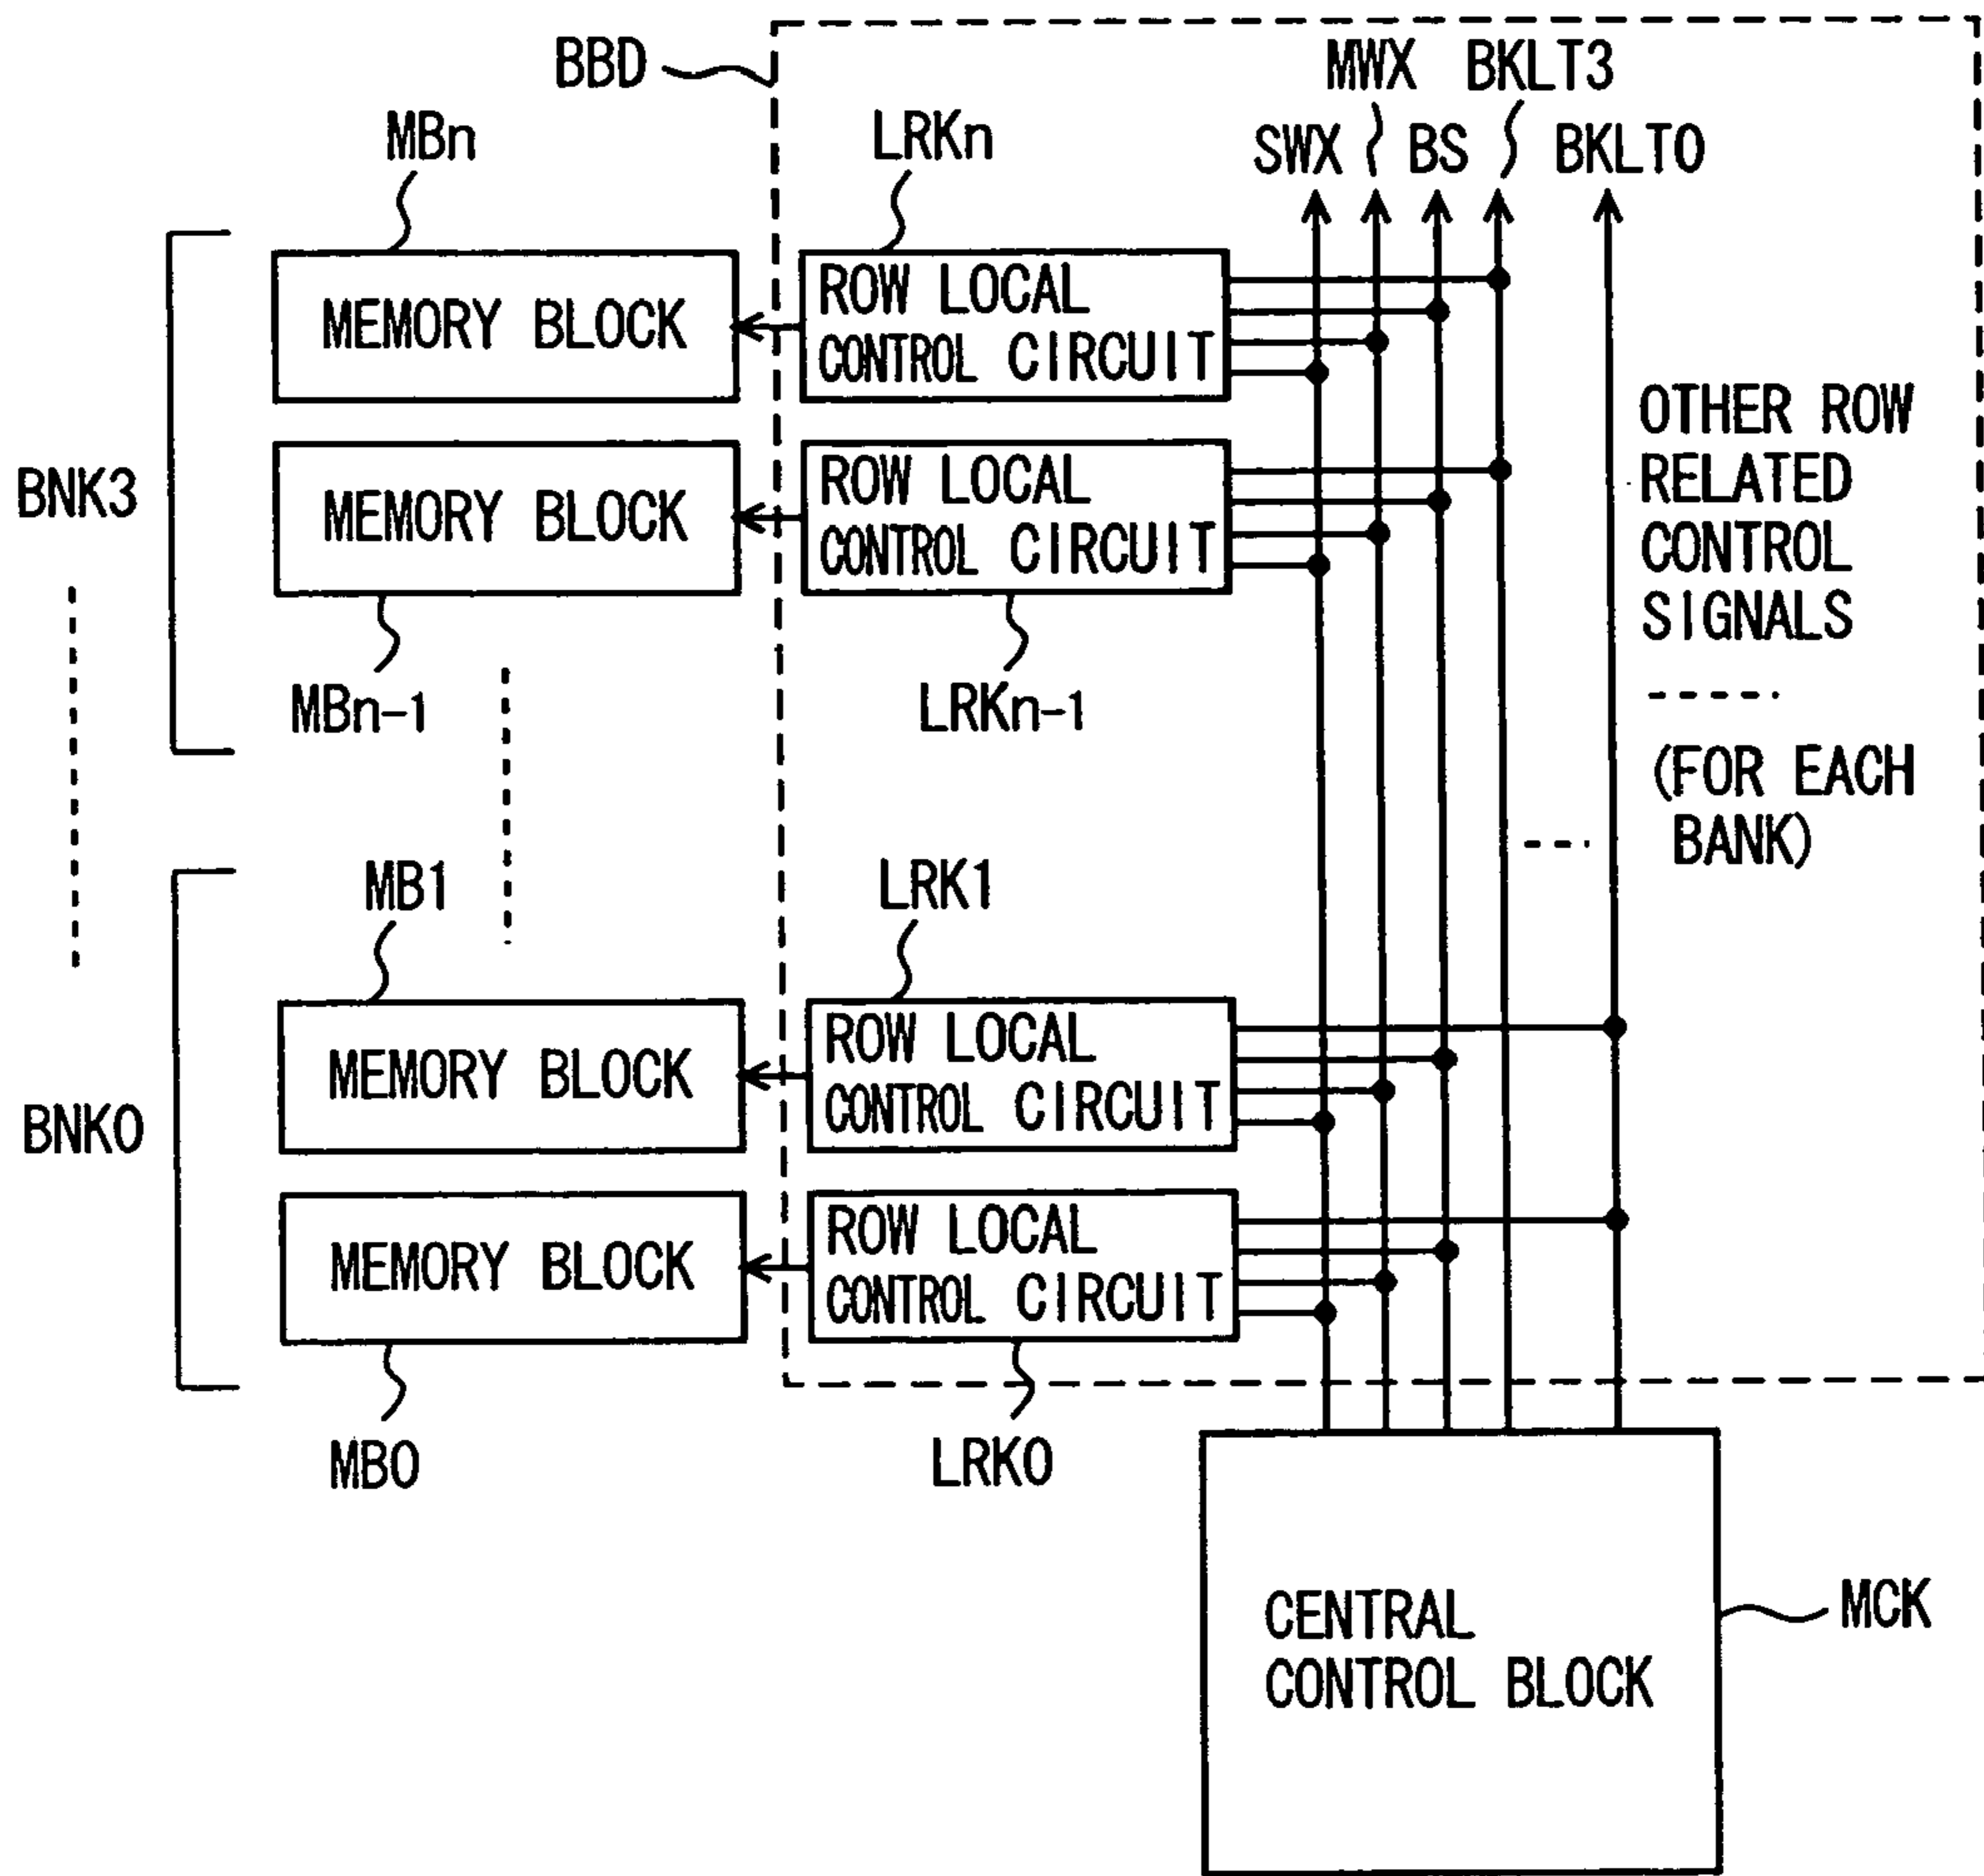 BBD
MWX
BKLT3
MBn
LRKn
SWX
BS
BKLT0
MEMORY BLOCK
ROW LOCAL
CONTROL CIRCUIT
OTHER ROW
RELATED
CONTROL
SIGNALS
(FOR EACH
BANK)
BNK3
MEMORY BLOCK
ROW LOCAL
CONTROL CIRCUIT
MBn-1
LRKn-1
MB1
LRK1
BNK0
MEMORY BLOCK
ROW LOCAL
CONTROL CIRCUIT
MEMORY BLOCK
ROW LOCAL
CONTROL CIRCUIT
MB0
LRK0
CENTRAL
CONTROL BLOCK
MCK